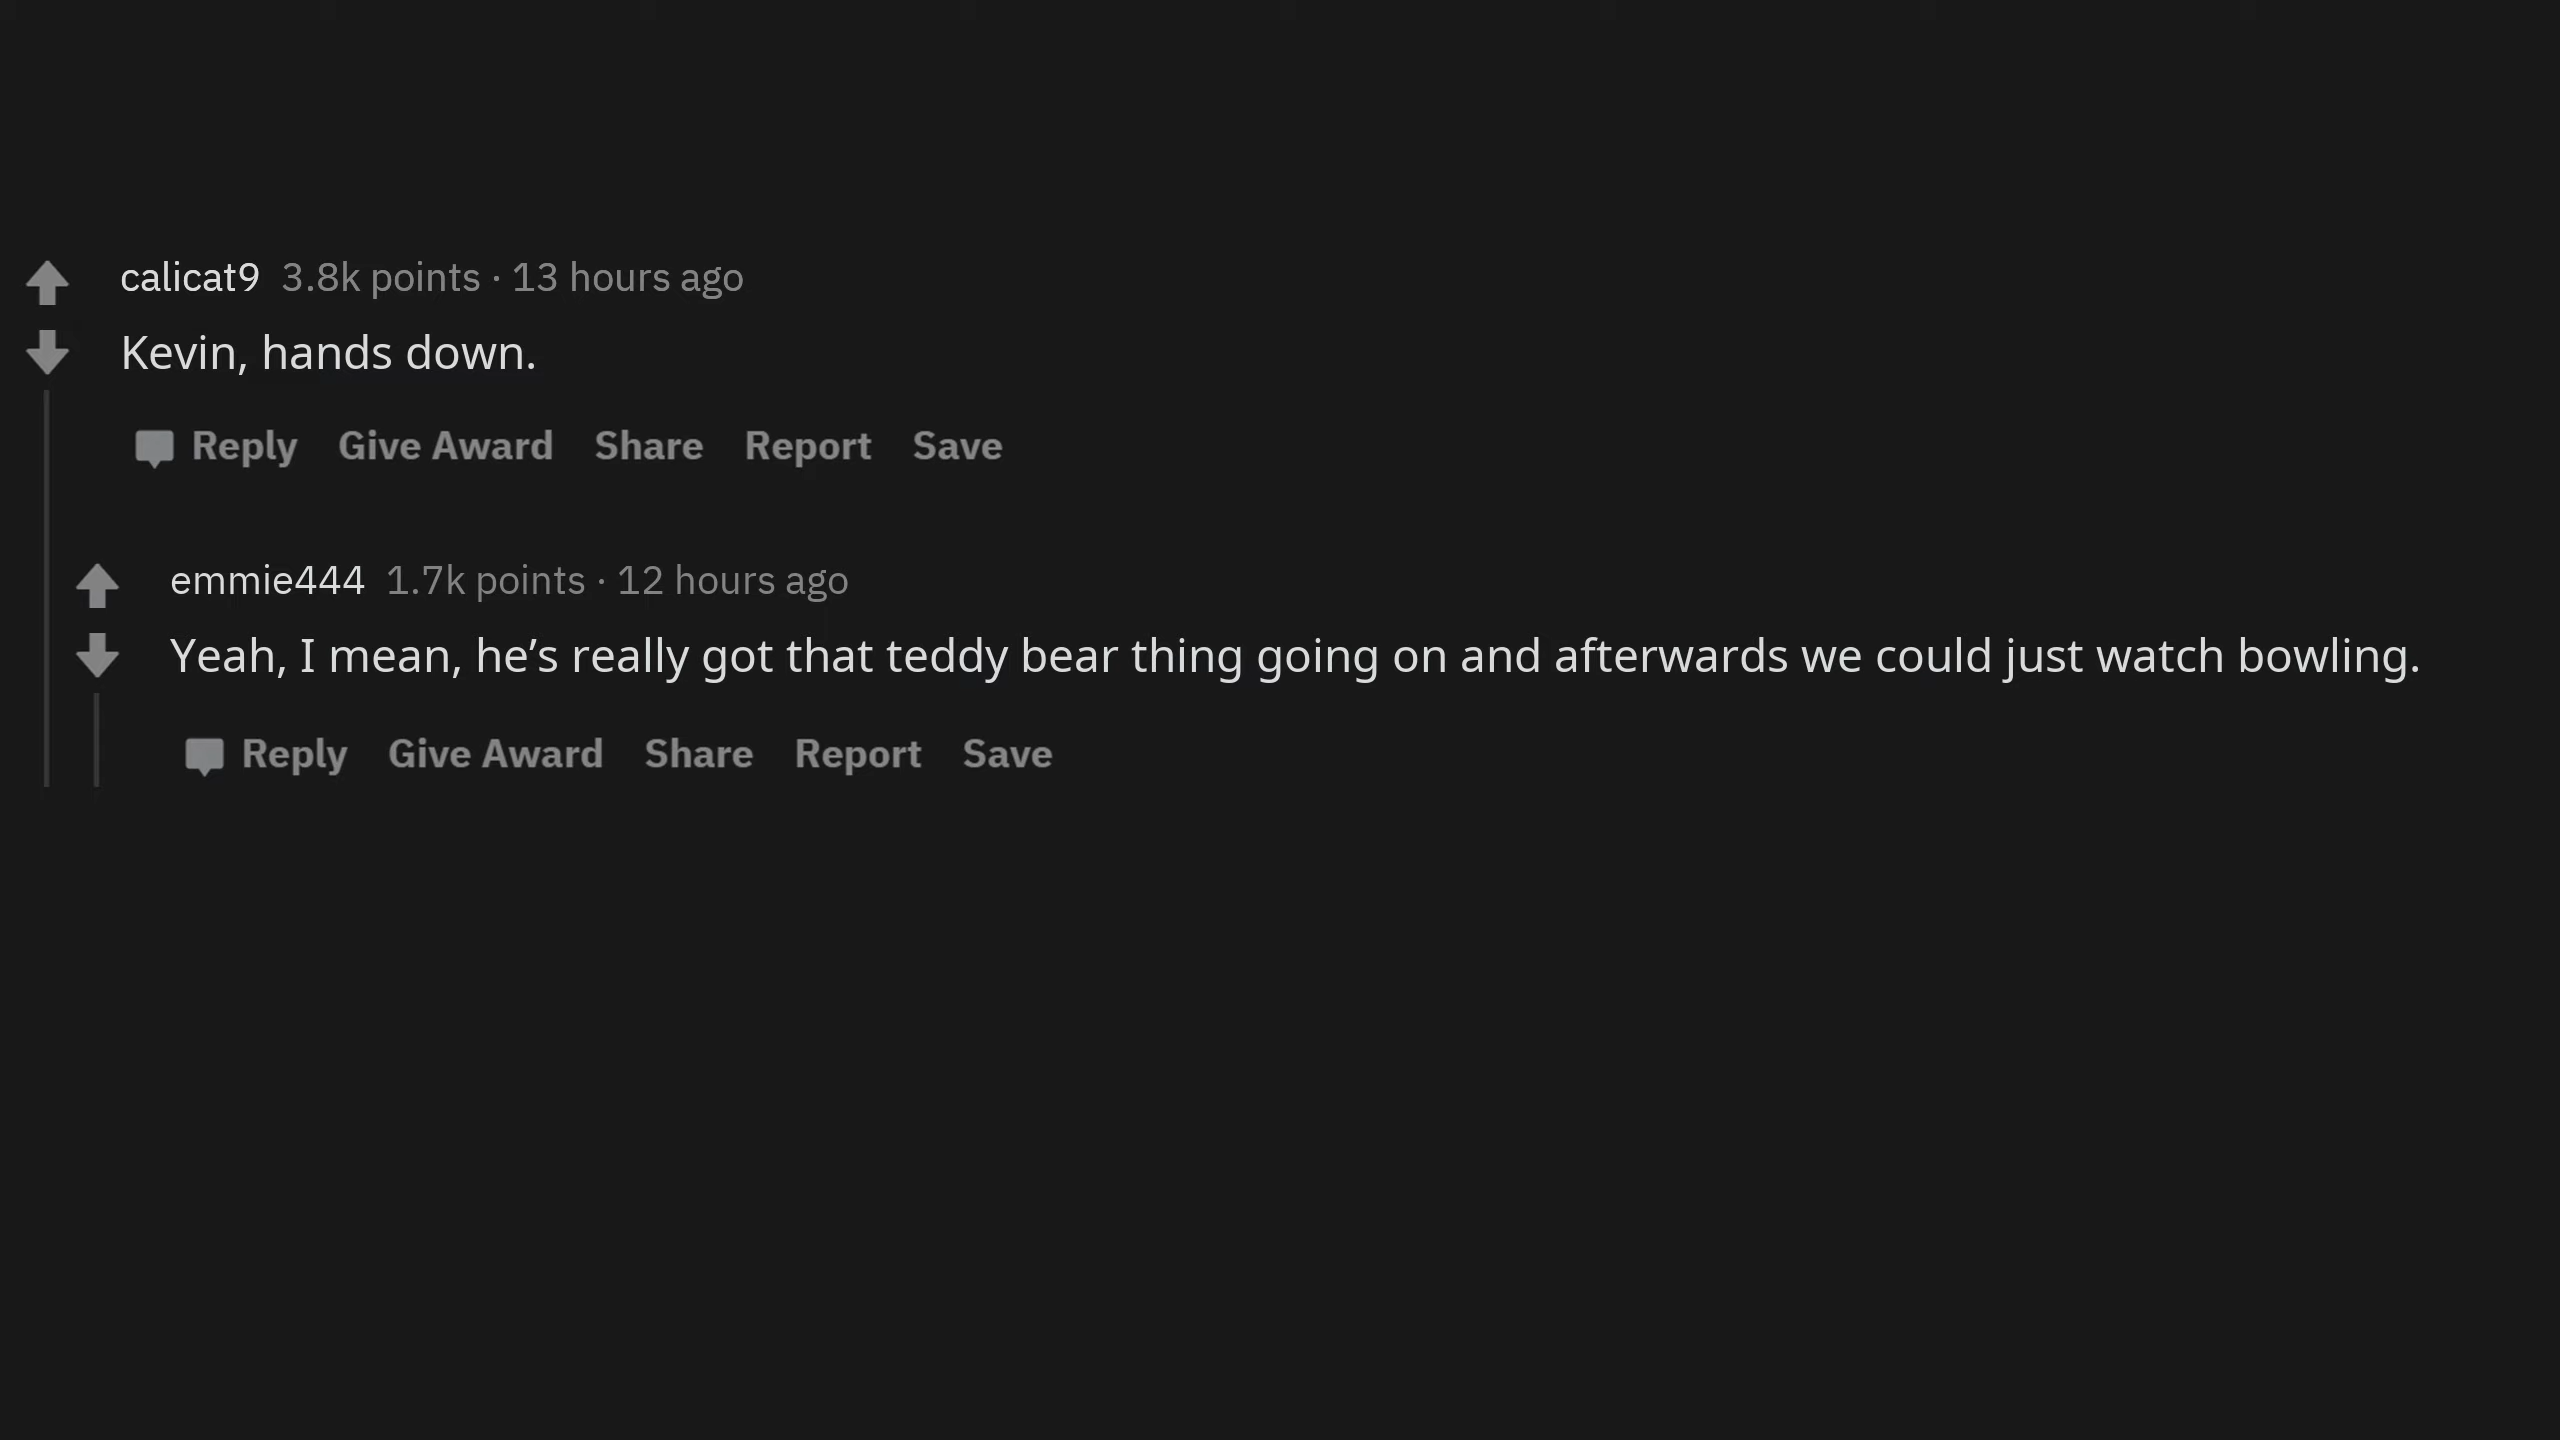 calicat9 3.8k points · 13 hours ago
Kevin, hands down.
Reply Give Award Share Report Save
emmie444 1.7k points · 12 hours ago
Yeah, I mean, he’s really got that teddy bear thing going on and afterwards we could just watch bowling.
Reply Give Award Share Report Save